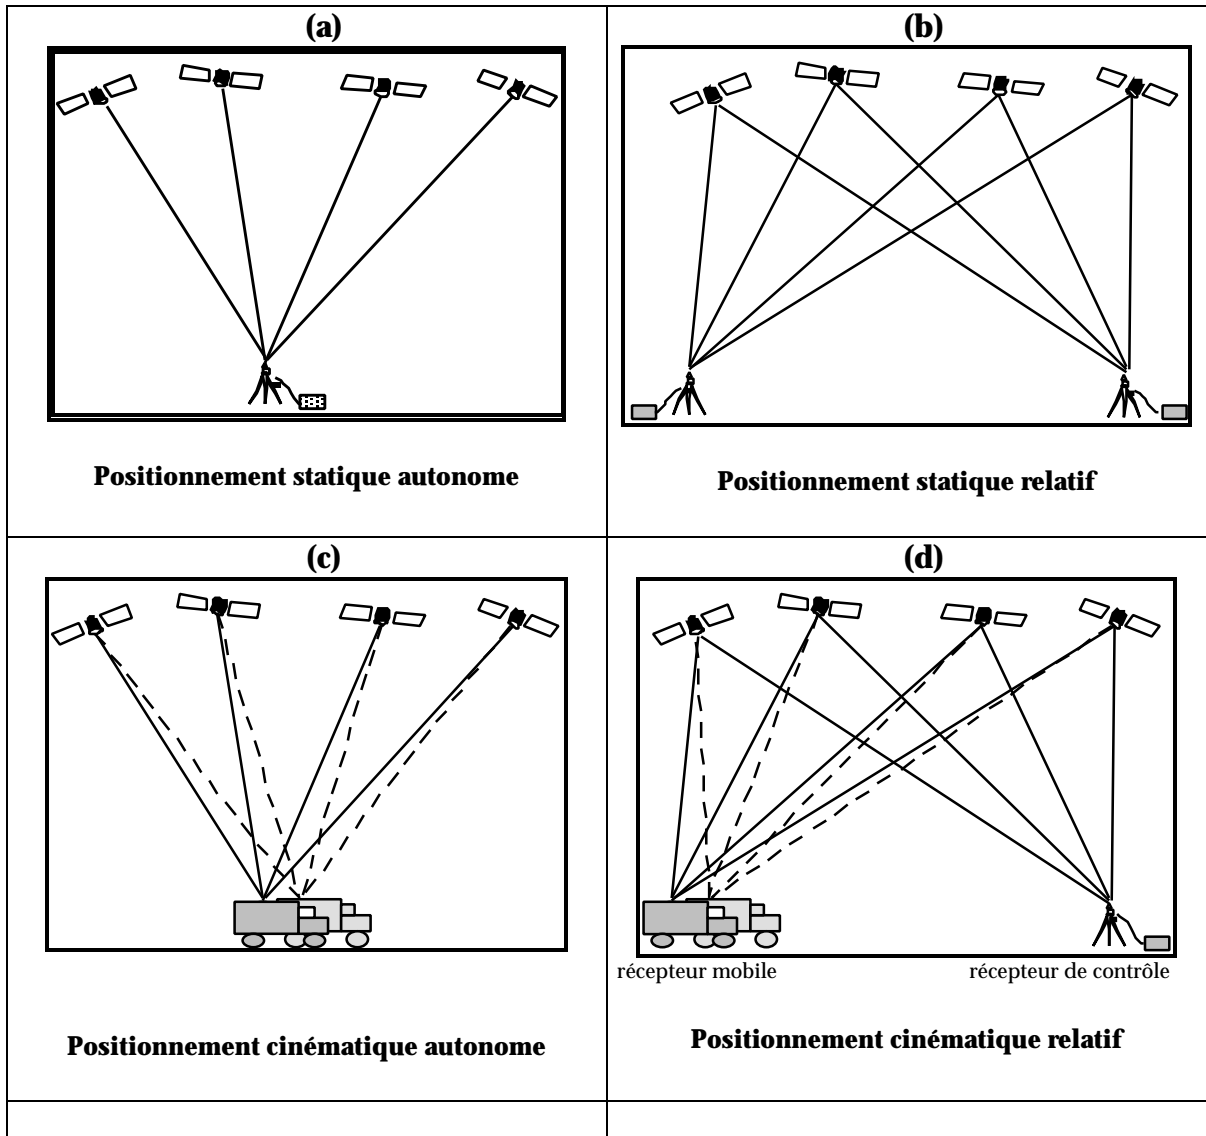 (a)
(b)
Positionnement statique autonome
Positionnement statique relatif
(c)
(d)
récepteur mobile
récepteur de contrôle
Positionnement cinématique autonome
Positionnement cinématique relatif